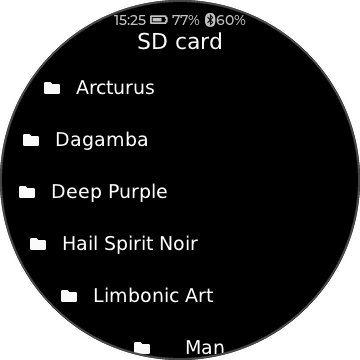 15:25 77% 60%
SD card
Arcturus
Dagamba
Deep Purple
Hail Spirit Noir
Limbonic Art
Man